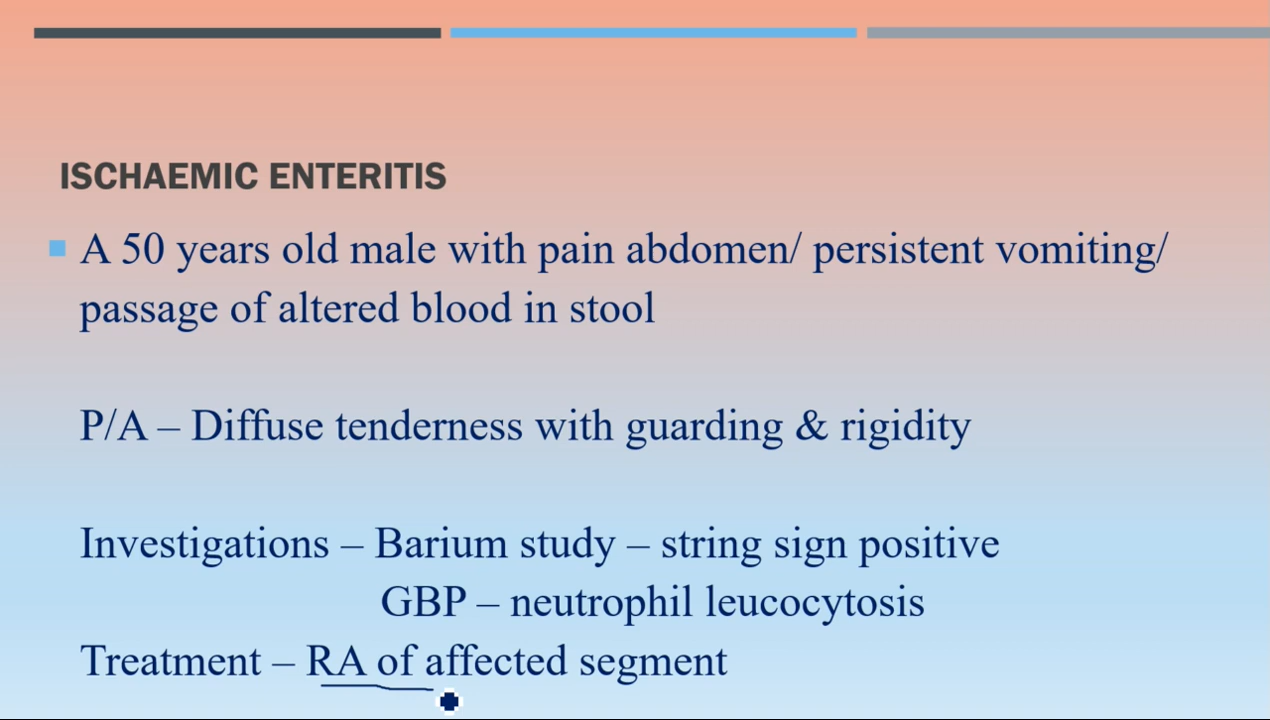 ISCHAEMIC ENTERITIS
A 50 years old male with pain abdomen/ persistent vomiting/
passage of altered blood in stool
P/A – Diffuse tenderness with guarding & rigidity
Investigations – Barium study – string sign positive
GBP – neutrophil leucocytosis
Treatment – RA of affected segment